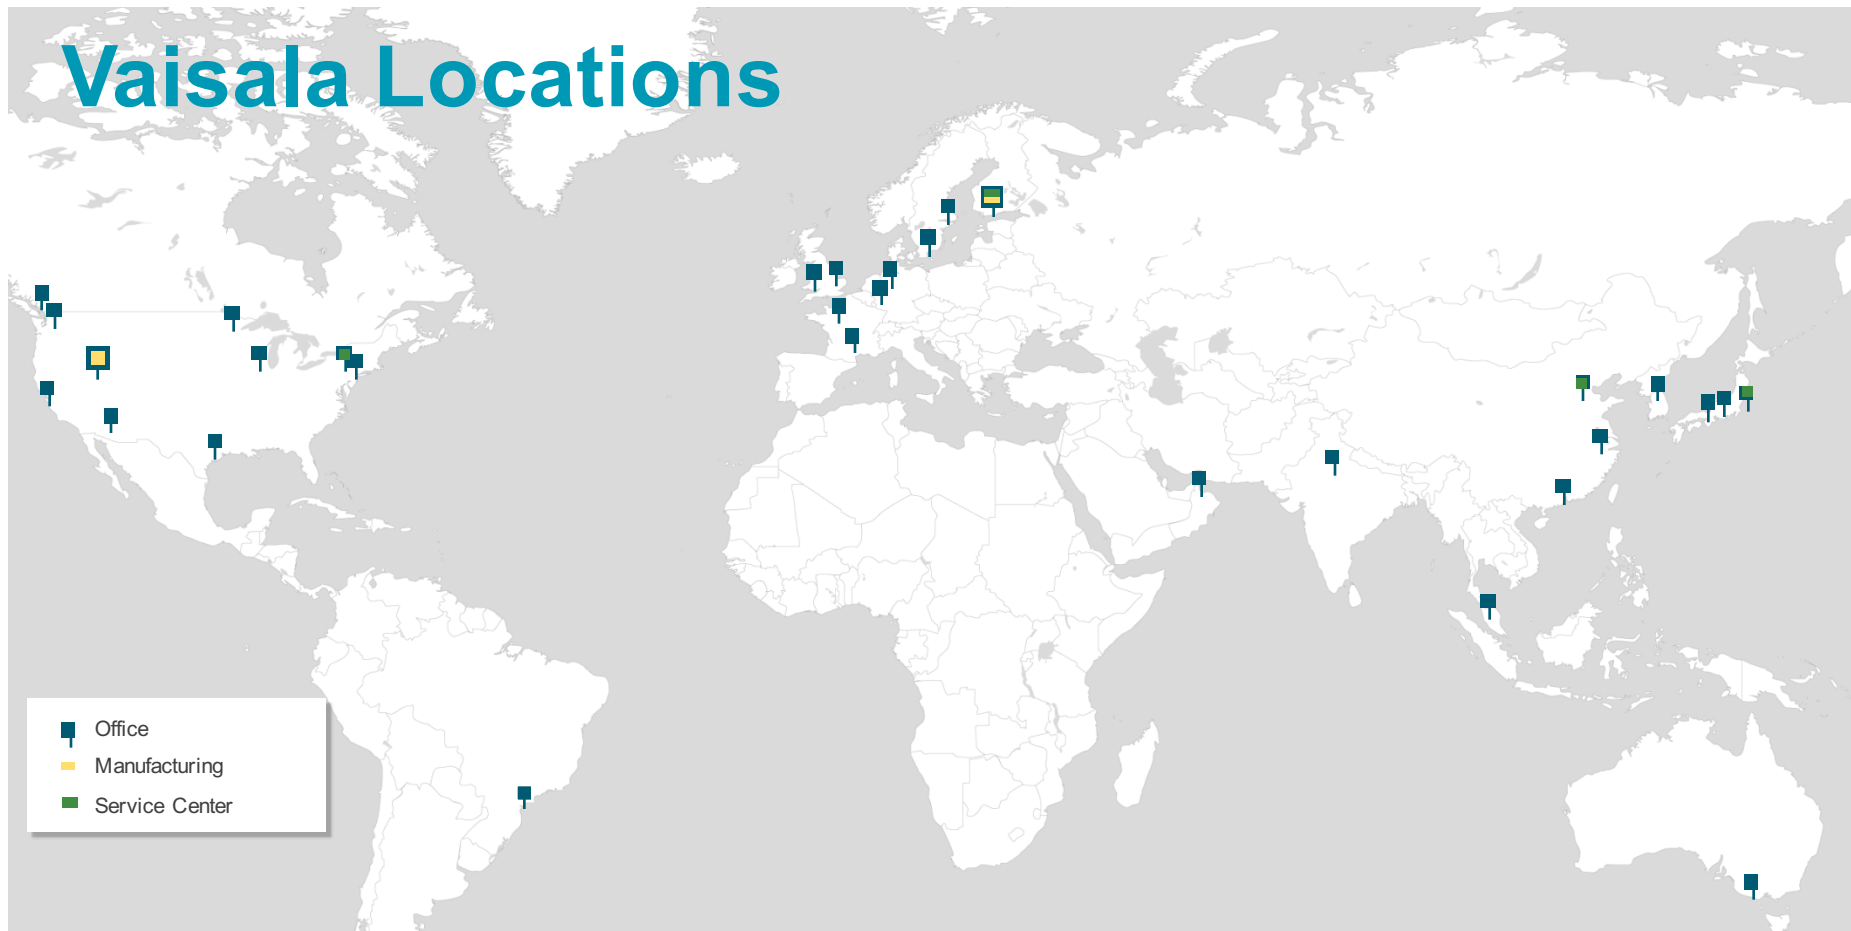 Vaisala Locations
Office
Manufacturing
Service Center